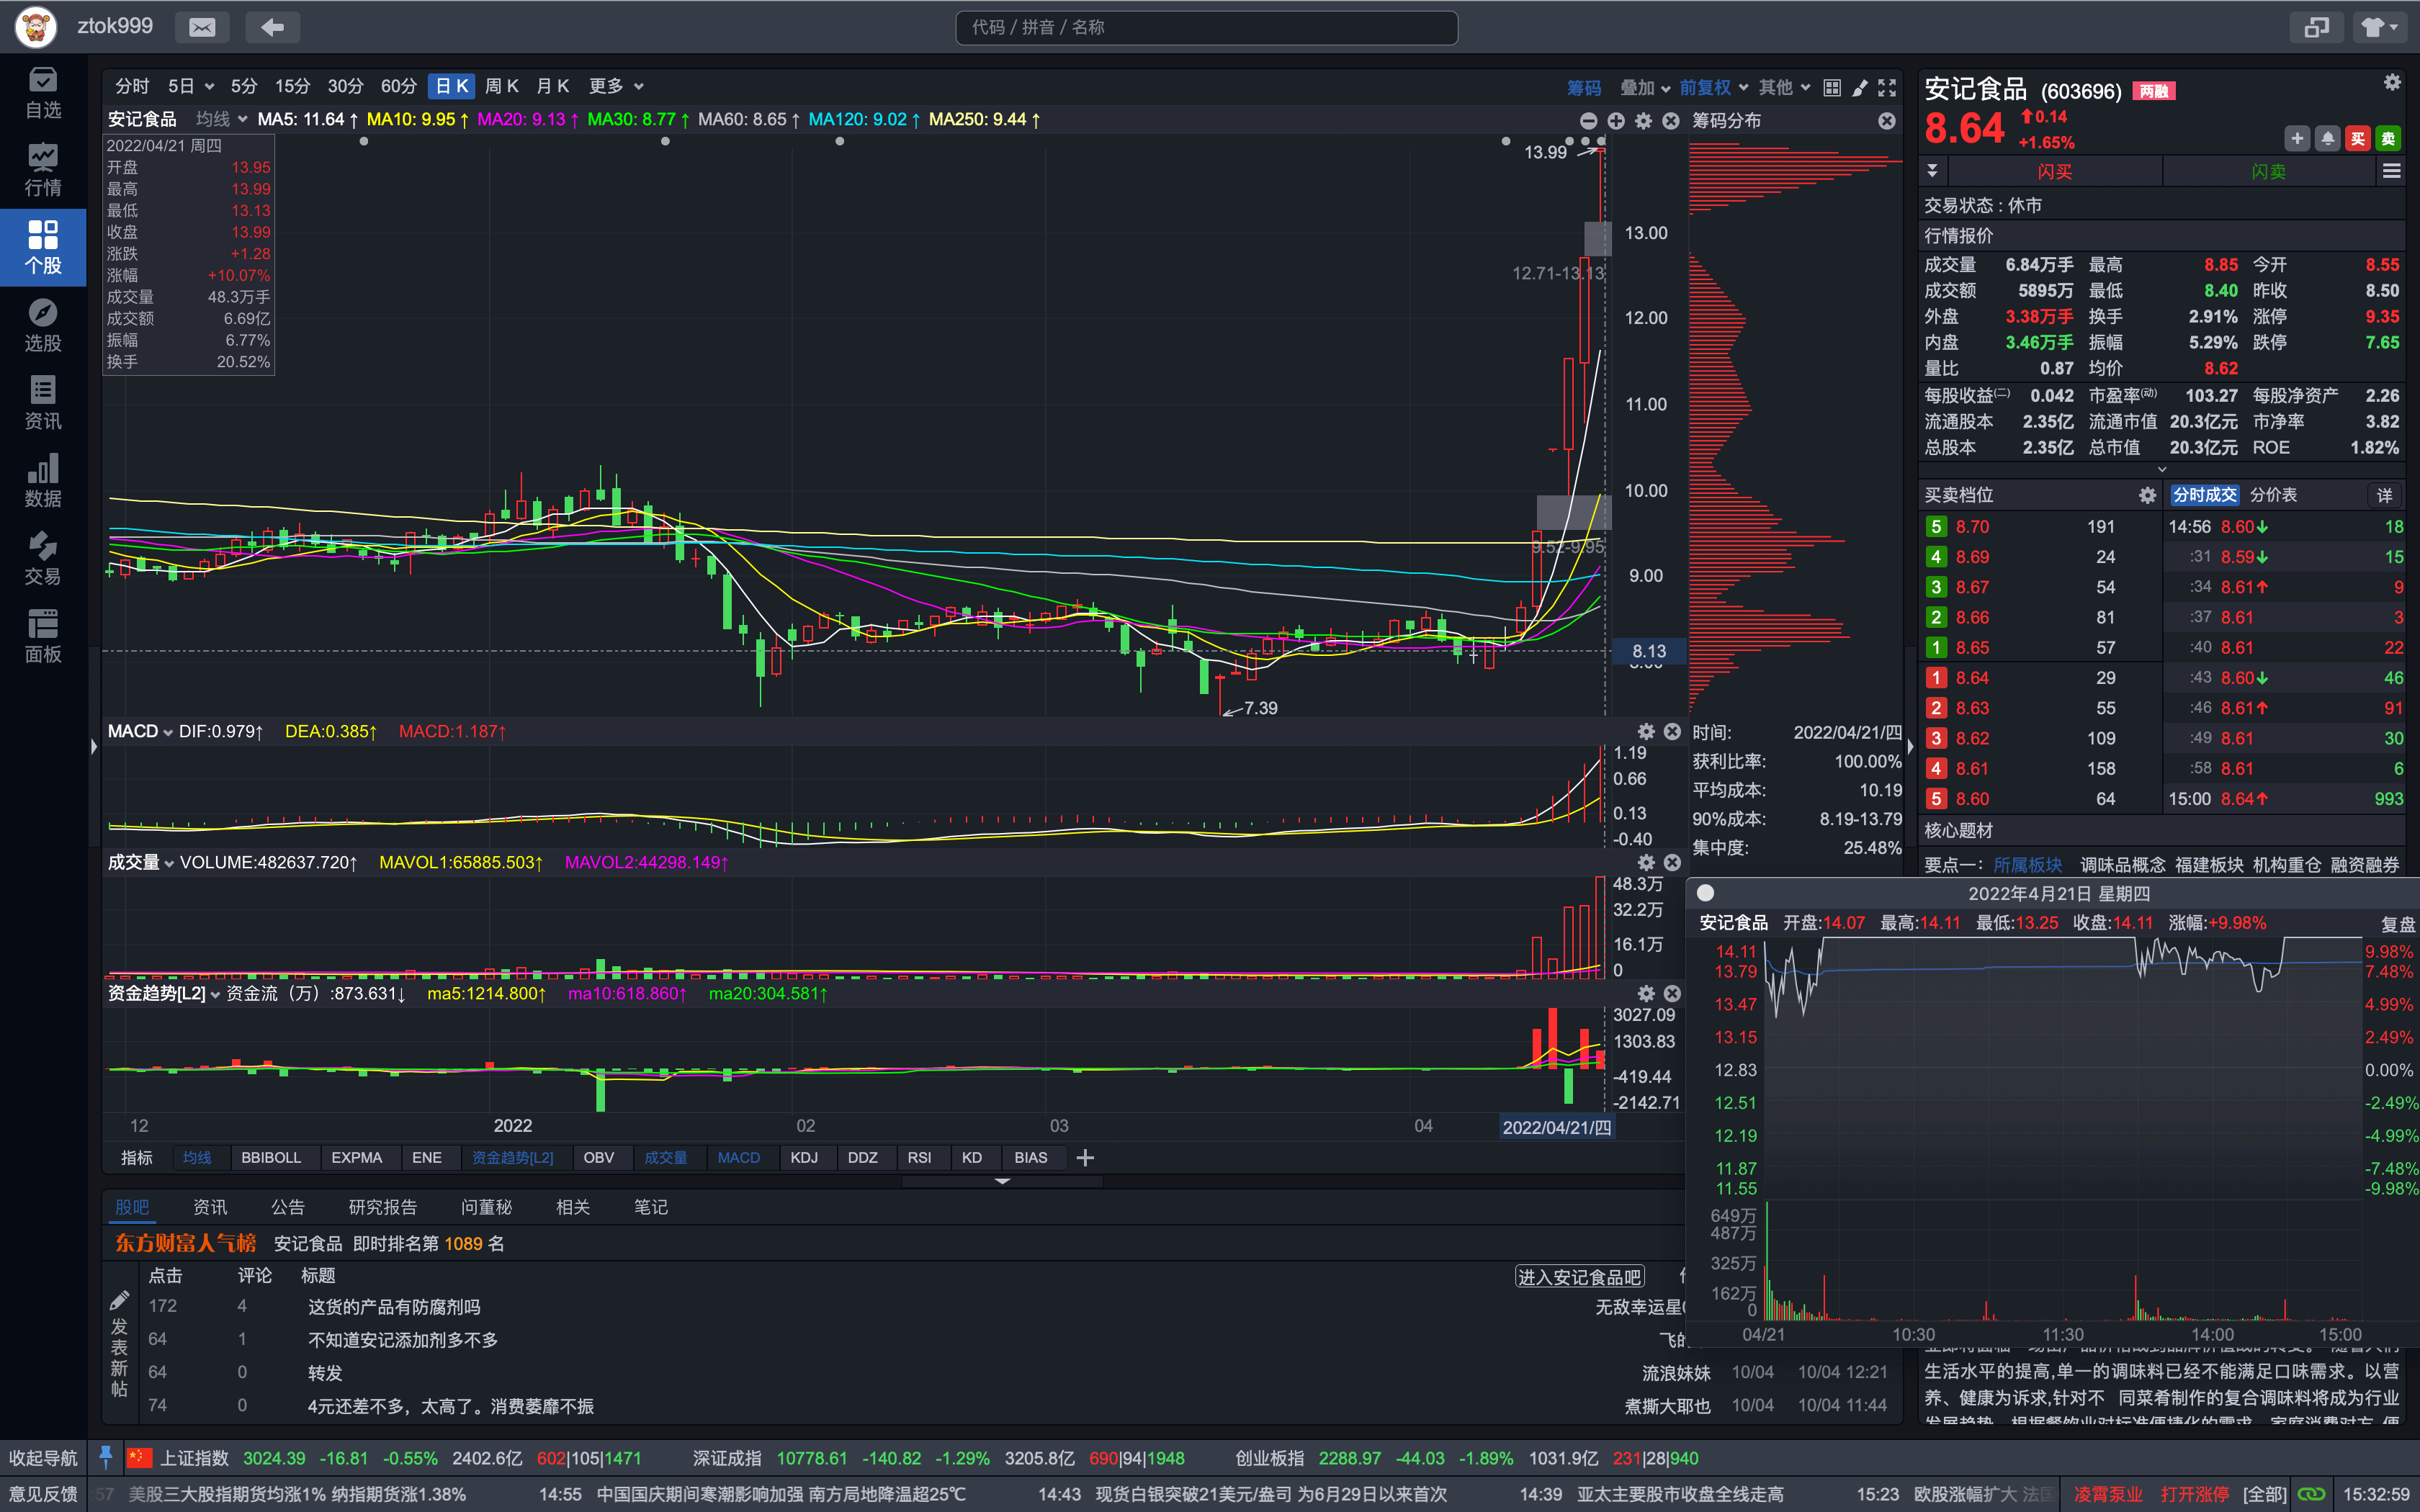 ztok999
代码 / 拼音 / 名称
自选
行情
个股
选股
资讯
数据
交易
面板
分时 5日 5分 15分 30分 60分 日K 周K 月K 更多 筹码 叠加 前复权 其他
安记食品 均线 MA5: 11.64↑ MA10: 9.95↑ MA20: 9.13↑ MA30: 8.77↑ MA60: 8.65↑ MA120: 9.02↑ MA250: 9.44↑
2022/04/21 周四
开盘 13.95
最高 13.99
最低 13.13
收盘 13.99
涨跌 +1.28
涨幅 +10.07%
成交量 48.3万手
成交额 6.69亿
振幅 6.77%
换手 20.52%
13.99
12.71-13.13
9.52-9.95
7.39
13.00
12.00
11.00
10.00
9.00
8.13
筹码分布
时间: 2022/04/21/四
获利比率: 100.00%
平均成本: 10.19
90%成本: 8.19-13.79
集中度: 25.48%
MACD DIF:0.979↑ DEA:0.385↑ MACD:1.187↑
1.19
0.66
0.13
-0.40
成交量 VOLUME:482637.720↑ MAVOL1:65885.503↑ MAVOL2:44298.149↑
48.3万
32.2万
16.1万
0
资金趋势[L2] 资金流（万）:873.631↓ ma5:1214.800↑ ma10:618.860↑ ma20:304.581↑
3027.09
1303.83
-419.44
-2142.71
12 2022 02 03 04 2022/04/21/四
指标 均线 BBIBOLL EXPMA ENE 资金趋势[L2] OBV 成交量 MACD KDJ DDZ RSI KD BIAS
股吧 资讯 公告 研究报告 问董秘 相关 笔记
东方财富人气榜 安记食品 即时排名第 1089 名
发表新帖
点击 评论 标题 进入安记食品吧
172 4 这货的产品有防腐剂吗 无敌幸运星
64 1 不知道安记添加剂多不多 飞的
64 0 转发 流浪妹妹 10/04 10/04 12:21
74 0 4元还差不多，太高了。消费萎靡不振 煮撕大耶也 10/04 10/04 11:44
安记食品 (603696) 两融
8.64 0.14
+1.65%
买 卖
闪买 闪卖
交易状态 : 休市
行情报价
成交量 6.84万手 最高 8.85 今开 8.55
成交额 5895万 最低 8.40 昨收 8.50
外盘 3.38万手 换手 2.91% 涨停 9.35
内盘 3.46万手 振幅 5.29% 跌停 7.65
量比 0.87 均价 8.62
每股收益(二) 0.042 市盈率(动) 103.27 每股净资产 2.26
流通股本 2.35亿 流通市值 20.3亿元 市净率 3.82
总股本 2.35亿 总市值 20.3亿元 ROE 1.82%
买卖档位 分时成交 分价表 详
5 8.70 191 14:56 8.60↓ 18
4 8.69 24 :31 8.59↓ 15
3 8.67 54 :34 8.61↑ 9
2 8.66 81 :37 8.61 3
1 8.65 57 :40 8.61 22
1 8.64 29 :43 8.60↓ 46
2 8.63 55 :46 8.61↑ 91
3 8.62 109 :49 8.61 30
4 8.61 158 :58 8.61 6
5 8.60 64 15:00 8.64↑ 993
核心题材
要点一: 所属板块 调味品概念 福建板块 机构重仓 融资融券
2022年4月21日 星期四
安记食品 开盘:14.07 最高:14.11 最低:13.25 收盘:14.11 涨幅:+9.98% 复盘
14.11 9.98%
13.79 7.48%
13.47 4.99%
13.15 2.49%
12.83 0.00%
12.51 -2.49%
12.19 -4.99%
11.87 -7.48%
11.55 -9.98%
649万
487万
325万
162万
0
04/21 10:30 11:30 14:00 15:00
生活水平的提高,单一的调味料已经不能满足口味需求。以营
养、健康为诉求,针对不 同菜肴制作的复合调味料将成为行业
收起导航 上证指数 3024.39 -16.81 -0.55% 2402.6亿 602|105|1471 深证成指 10778.61 -140.82 -1.29% 3205.8亿 690|94|1948 创业板指 2288.97 -44.03 -1.89% 1031.9亿 231|28|940
意见反馈 :57 美股三大股指期货均涨1% 纳指期货涨1.38% 14:55 中国国庆期间寒潮影响加强 南方局地降温超25℃ 14:43 现货白银突破21美元/盎司 为6月29日以来首次 14:39 亚太主要股市收盘全线走高 15:23 欧股涨幅扩大 法国 凌霄泵业 打开涨停 [全部] 15:32:59